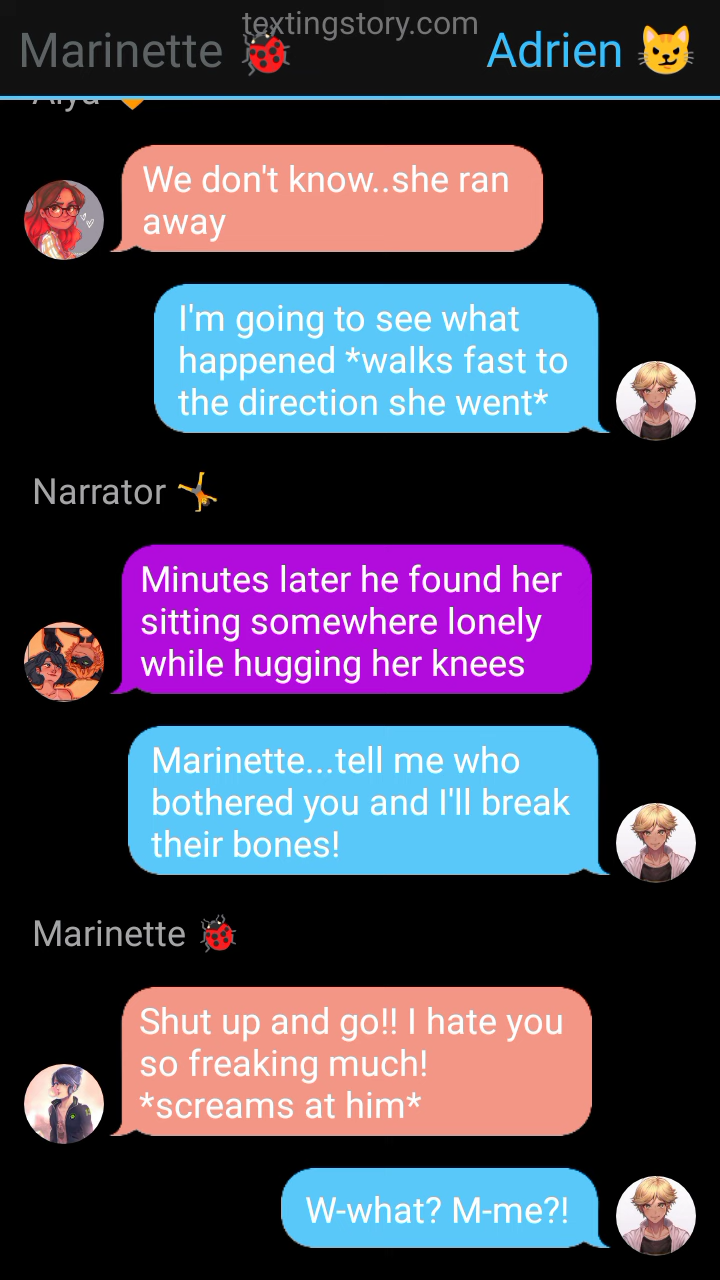 textingstory.com
Marinette 🐞 Adrien 😼
Alya 🧡
We don't know..she ran
away
I'm going to see what
happened *walks fast to
the direction she went*
Narrator 🤸
Minutes later he found her
sitting somewhere lonely
while hugging her knees
Marinette...tell me who
bothered you and I'll break
their bones!
Marinette 🐞
Shut up and go!! I hate you
so freaking much!
*screams at him*
W-what? M-me?!